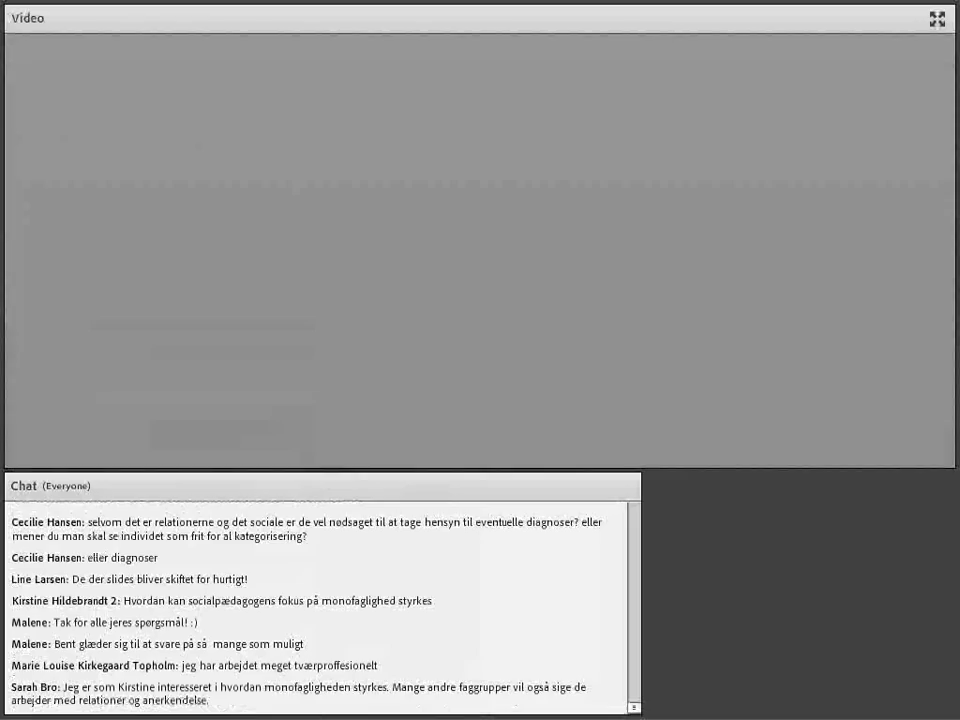 Video
Chat (Everyone)
Cecilie Hansen: selvom det er relationerne og det sociale er de vel nødsaget til at tage hensyn til eventuelle diagnoser? eller
mener du man skal se individet som frit for al kategorisering?
Cecilie Hansen: eller diagnoser
Line Larsen: De der slides bliver skiftet for hurtigt!
Kirstine Hildebrandt 2: Hvordan kan socialpædagogens fokus på monofaglighed styrkes
Malene: Tak for alle jeres spørgsmål! :)
Malene: Bent glæder sig til at svare på så mange som muligt
Marie Louise Kirkegaard Topholm: jeg har arbejdet meget tværproffesionelt
Sarah Bro: Jeg er som Kirstine interesseret i hvordan monofagligheden styrkes. Mange andre faggrupper vil også sige de
arbejder med relationer og anerkendelse.